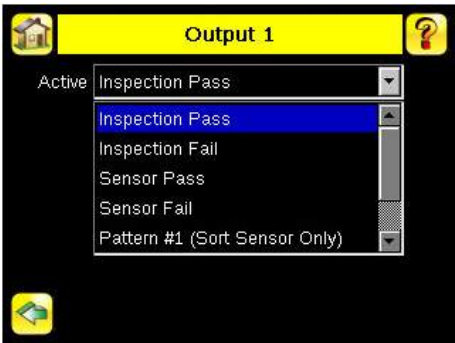 Output 1
Active Inspection Pass
Inspection Pass
Inspection Fail
Sensor Pass
Sensor Fail
Pattern #1 (Sort Sensor Only)